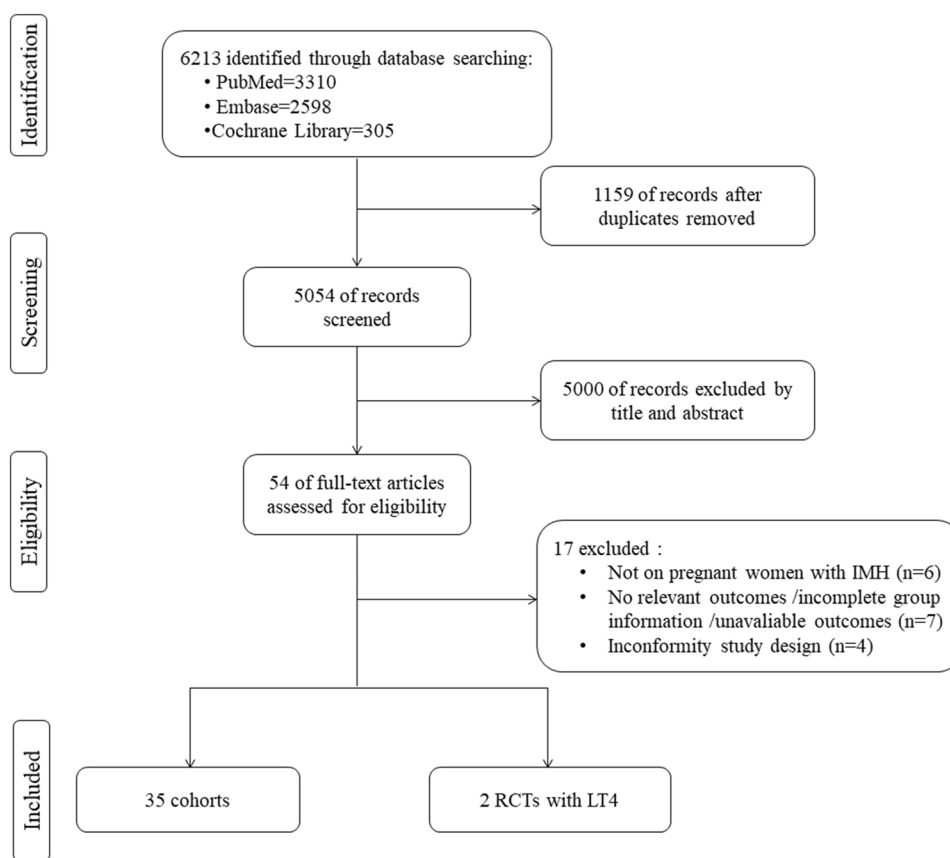 Identification
6213 identified through database searching:
• PubMed=3310
• Embase=2598
•Cochrane Library=305
1159 of records after
duplicates removed
Screening
5054 of records
screened
5000 of records excluded by
title and abstract
Eligibility
54 of full-text articles
assessed for eligibility
17 excluded :
• Not on pregnant women with IMH (n=6)
• No relevant outcomes /incomplete group
information /unavaliable outcomes (n=7)
• Inconformity study design (n=4)
Included
35 cohorts
2 RCTs with LT4